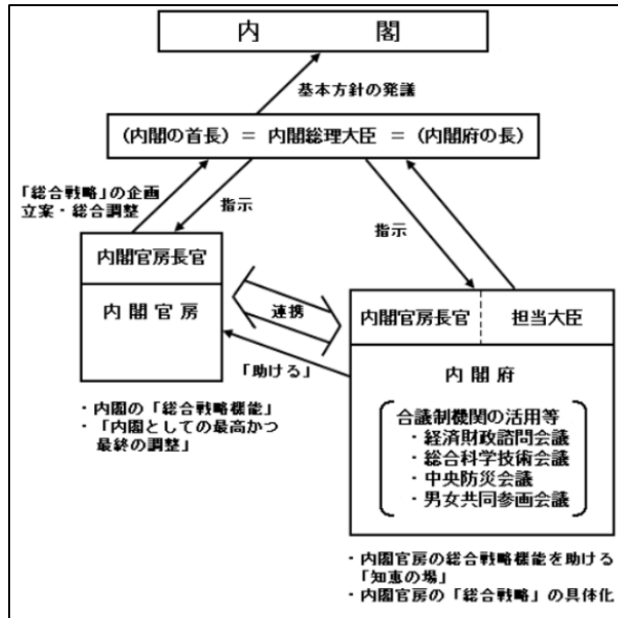 内　　　　閣
基本方針の発議
(内閣の首長) = 内閣総理大臣 = (内閣府の長)
「総合戦略」の企画
立案・総合調整
指示
指示
内閣官房長官
内閣官房
連携
「助ける」
内閣官房長官
担当大臣
内閣府
会議制機関の活用等
・経済財政諮問会議
・総合科学技術会議
・中央防災会議
・男女共同参画会議
・内閣の「総合戦略機能」
・「内閣としての最高かつ
最終の調整」
・内閣官房の総合戦略機能を助ける
「知恵の場」
・内閣官房の「総合戦略」の具体化